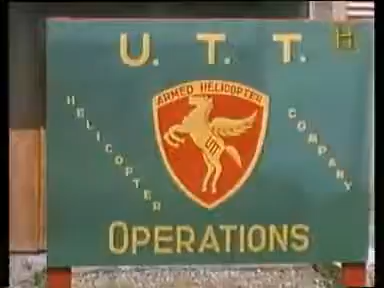 U. T. T.
H
ARMED HELICOPTER
UTT
HELICOPTER
COMPANY
OPERATIONS